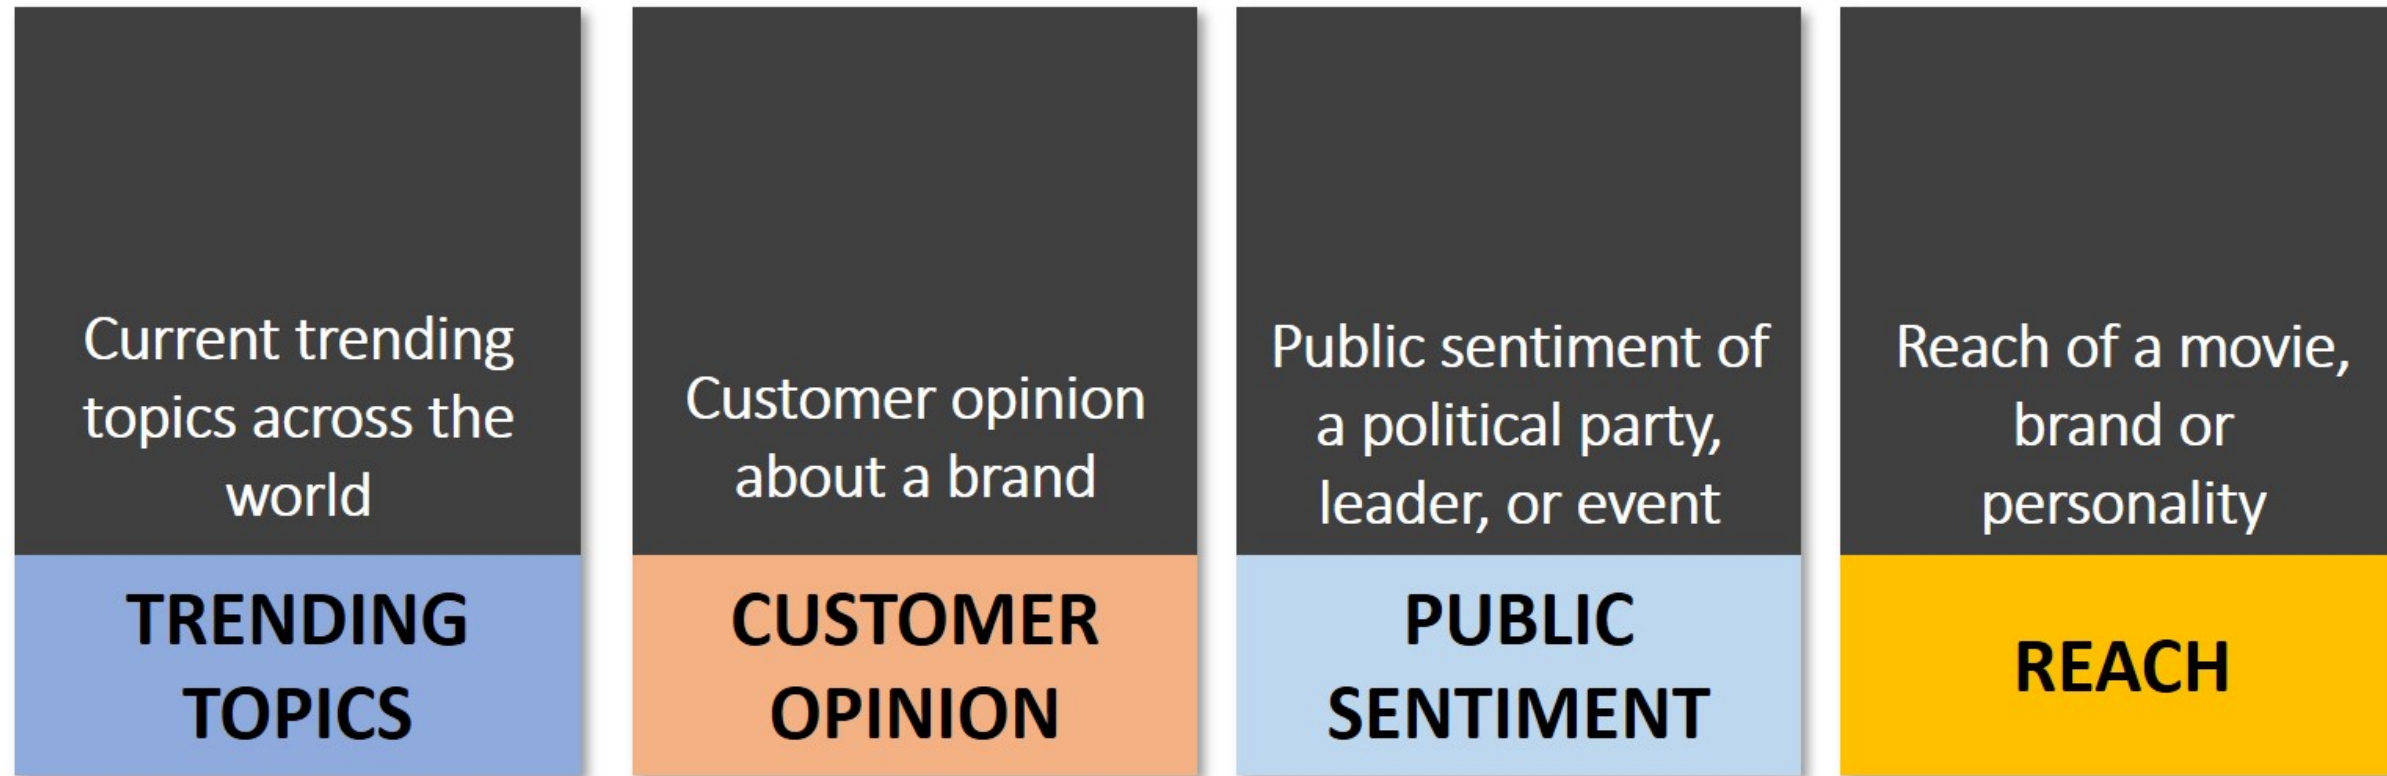 Current trending
topics across the
world
TRENDING
TOPICS
Customer opinion
about a brand
CUSTOMER
OPINION
Public sentiment of
a political party,
leader, or event
PUBLIC
SENTIMENT
Reach of a movie,
brand or
personality
REACH